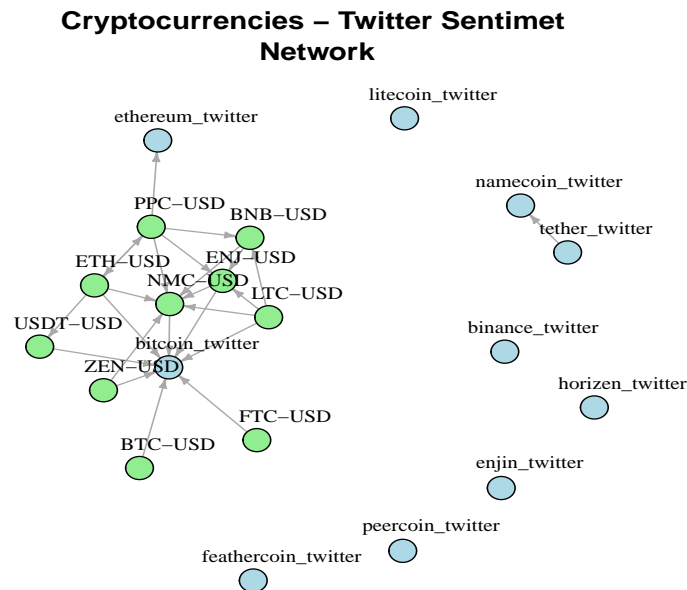 Cryptocurrencies – Twitter Sentimet
Network
litecoin_twitter
ethereum_twitter
namecoin_twitter
PPC−USD
BNB−USD
tether_twitter
ETH−USD
ENJ−USD
NMC−USD
LTC−USD
USDT−USD
binance_twitter
bitcoin_twitter
ZEN−USD
horizen_twitter
FTC−USD
BTC−USD
enjin_twitter
peercoin_twitter
feathercoin_twitter